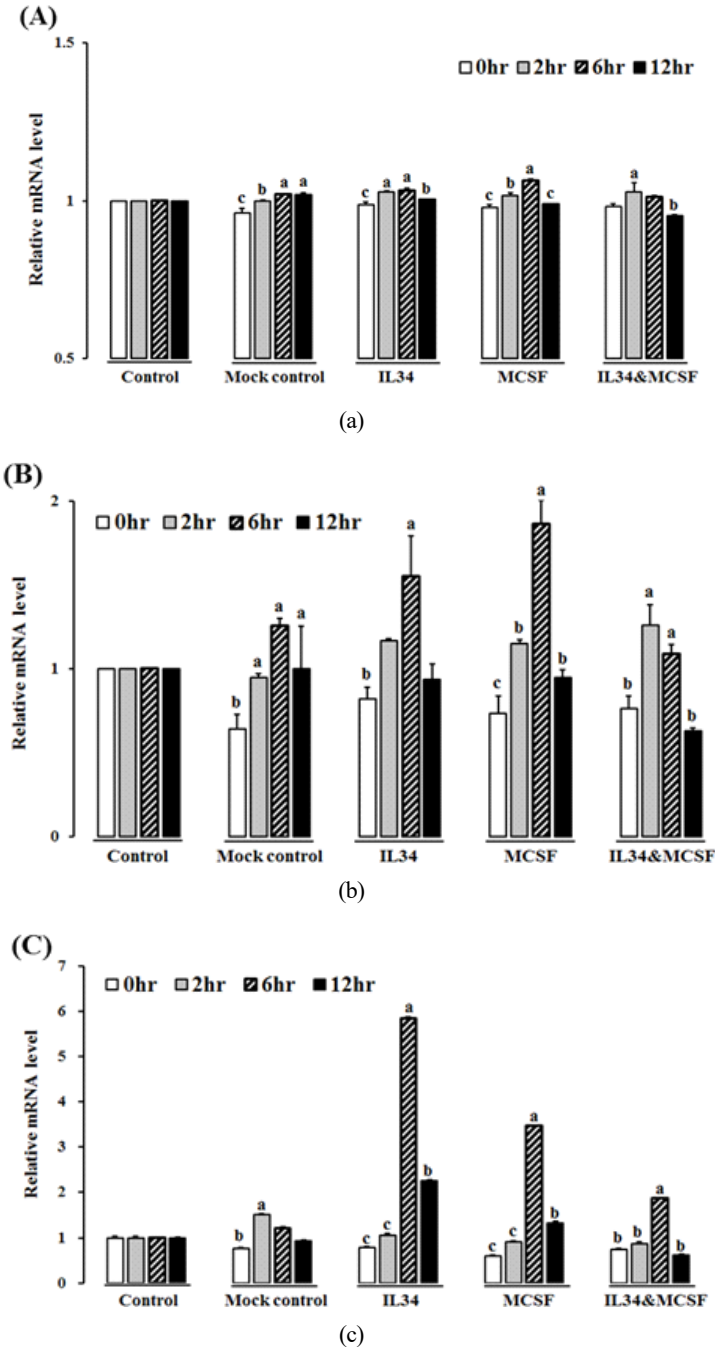 (A)
1.5
0hr 2hr 6hr 12hr
Relative mRNA level
a
c b a a
c a a b
c b a c
b
1
0.5
Control Mock control IL34 MCSF IL34&MCSF
(a)
(B)
2
0hr 2hr 6hr 12hr
Relative mRNA level
b a a a
b a
c b a b
b a a b
1
0
Control Mock control IL34 MCSF IL34&MCSF
(b)
(C)
7
0hr 2hr 6hr 12hr
6
5
4
3
2
1
0
Relative mRNA level
b a
c c a b
c c a b
b b a b
Control Mock control IL34 MCSF IL34&MCSF
(c)